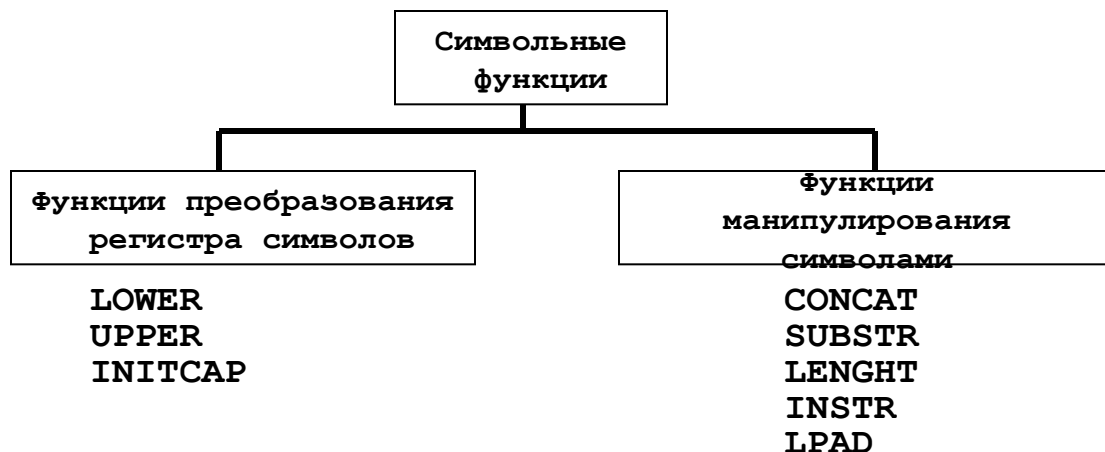 Символьные
функции
Функции преобразования
регистра символов
Функции
манипулирования
символами
LOWER
UPPER
INITCAP
CONCAT
SUBSTR
LENGHT
INSTR
LPAD